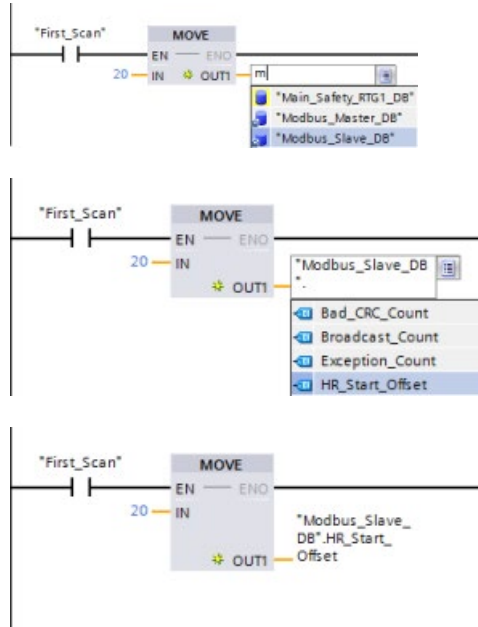 "First_Scan"
MOVE
EN ENO
20 IN OUT1 m
"Main_Safety_RTG1_DB"
"Modbus_Master_DB"
"Modbus_Slave_DB"
"First_Scan"
MOVE
EN ENO
20 IN
OUT1
"Modbus_Slave_DB
".
Bad_CRC_Count
Broadcast_Count
Exception_Count
HR_Start_Offset
"First_Scan"
MOVE
EN ENO
20 IN
"Modbus_Slave_
DB".HR_Start_
OUT1 Offset